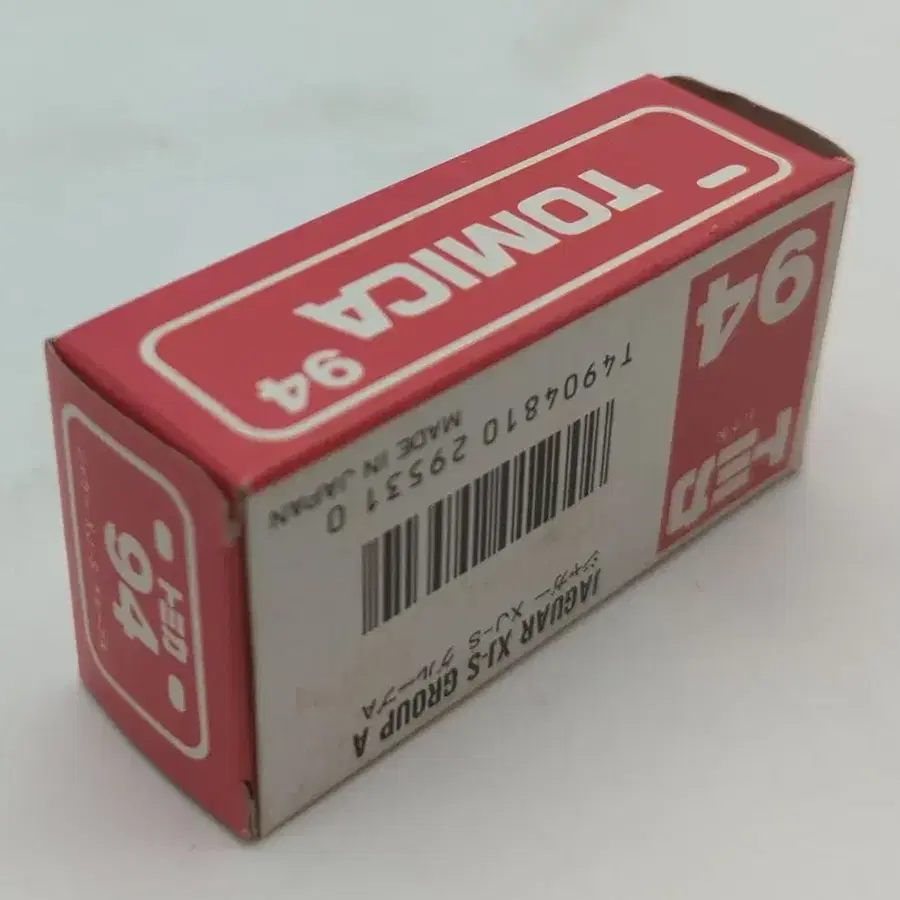 TOMICA 94
94
トミカ
T4904810 29531 0
MADE IN JAPAN
JAGUAR XJ-S GROUP A
ジャガー XJ-S グループA
トミカ
94